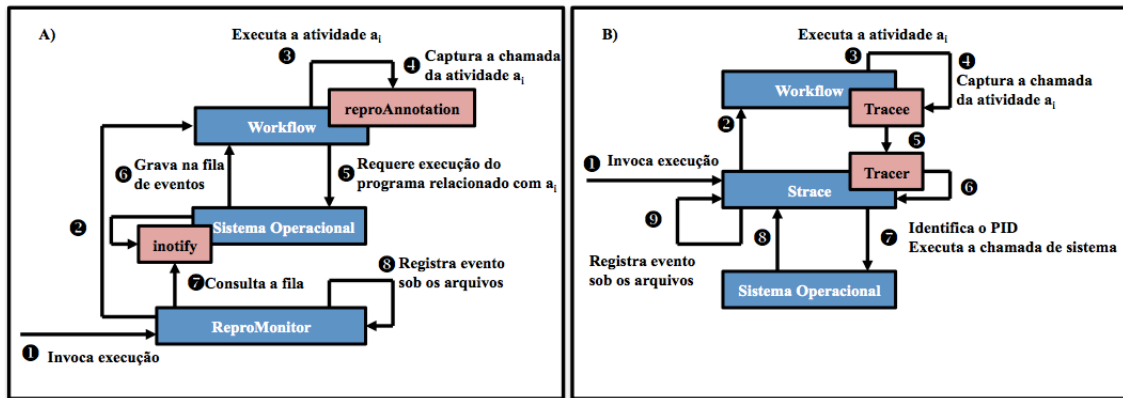 A)
Executa a atividade ai
❸
❹ Captura a chamada
da atividade ai
reproAnnotation
Workflow
❻ Grava na fila
de eventos
❺ Requere execução do
programa relacionado com ai
❷
Sistema Operacional
inotify
❼Consulta a fila
❽ Registra evento
sob os arquivos
ReproMonitor
❶ Invoca execução
B)
Executa a atividade ai
❸
❹
Captura a chamada
da atividade ai
Workflow
Tracee
❷
❺
❶ Invoca execução
Tracer
Strace
❻
❾
❽
❼ Identifica o PID
Executa a chamada de sistema
Registra evento
sob os arquivos
Sistema Operacional